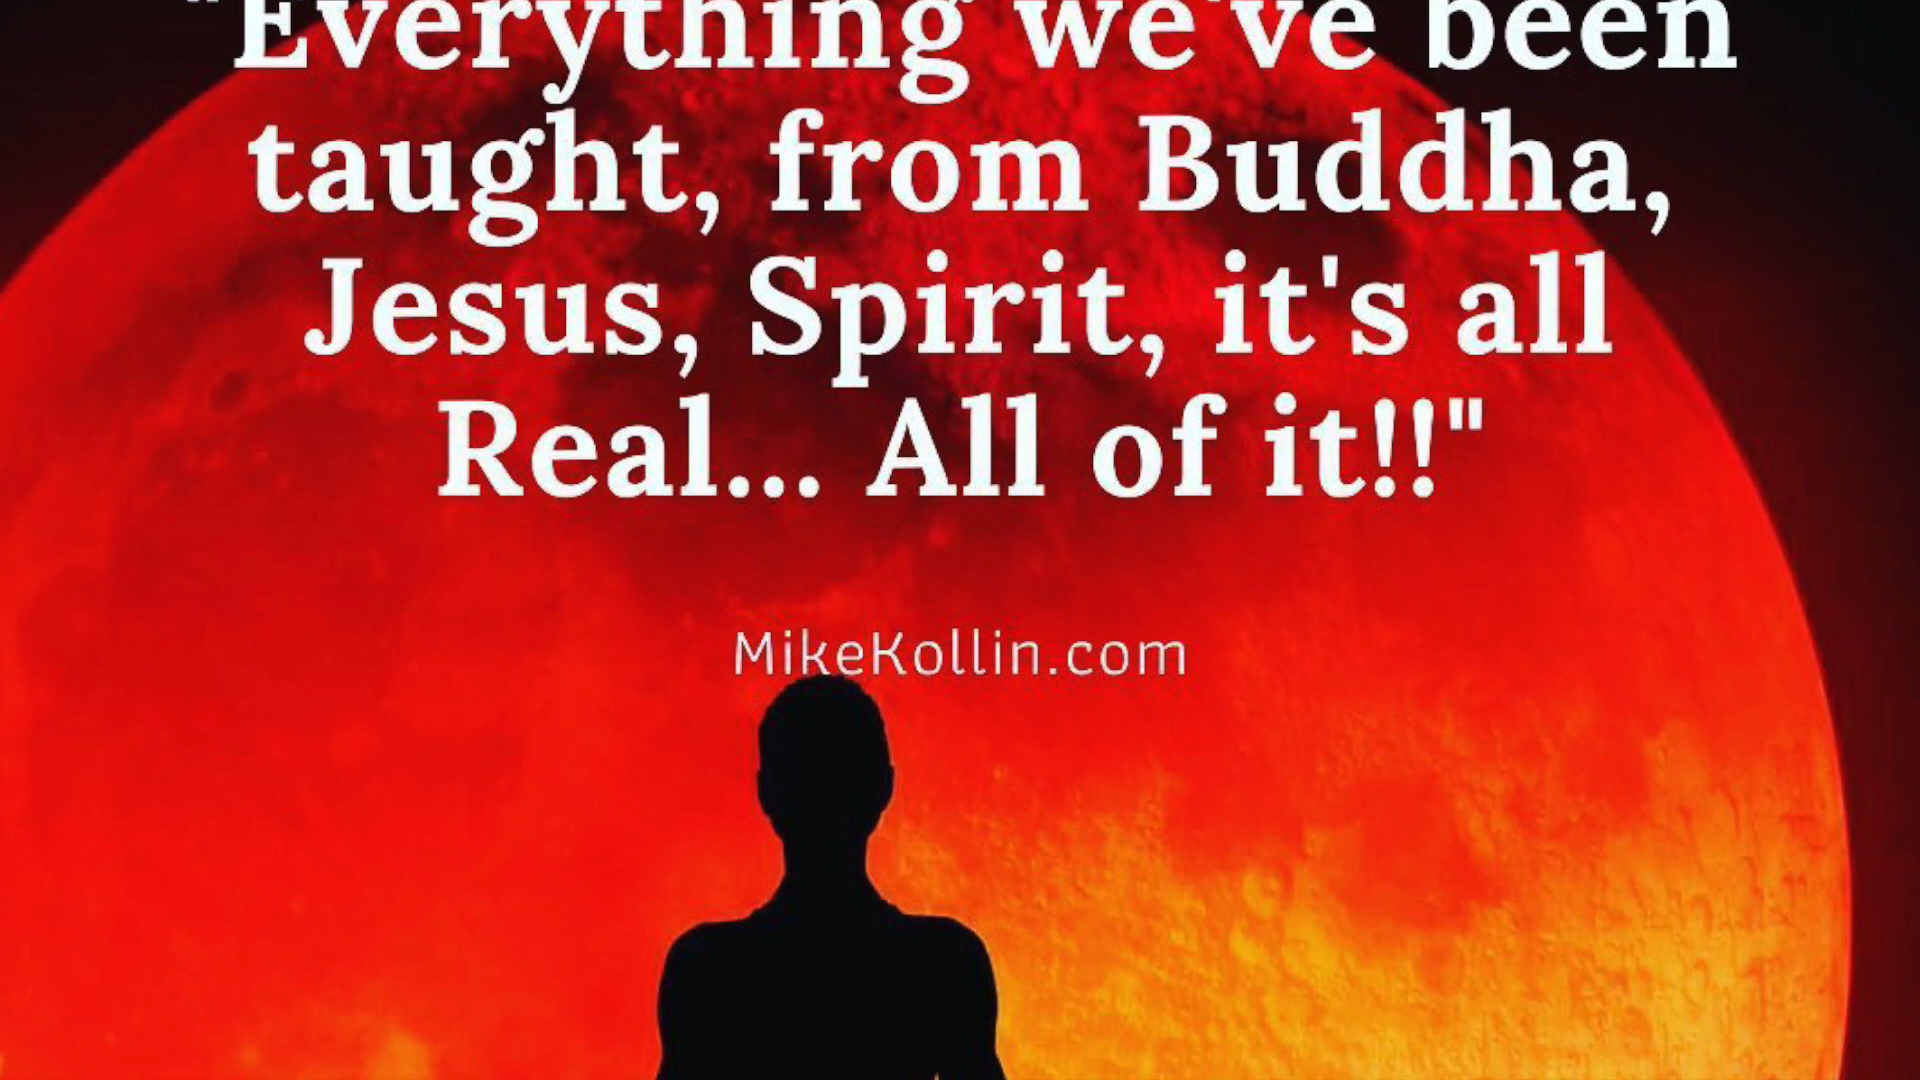 "Everything we've been
taught, from Buddha,
Jesus, Spirit, it's all
Real... All of it!!"
MikeKollin.com